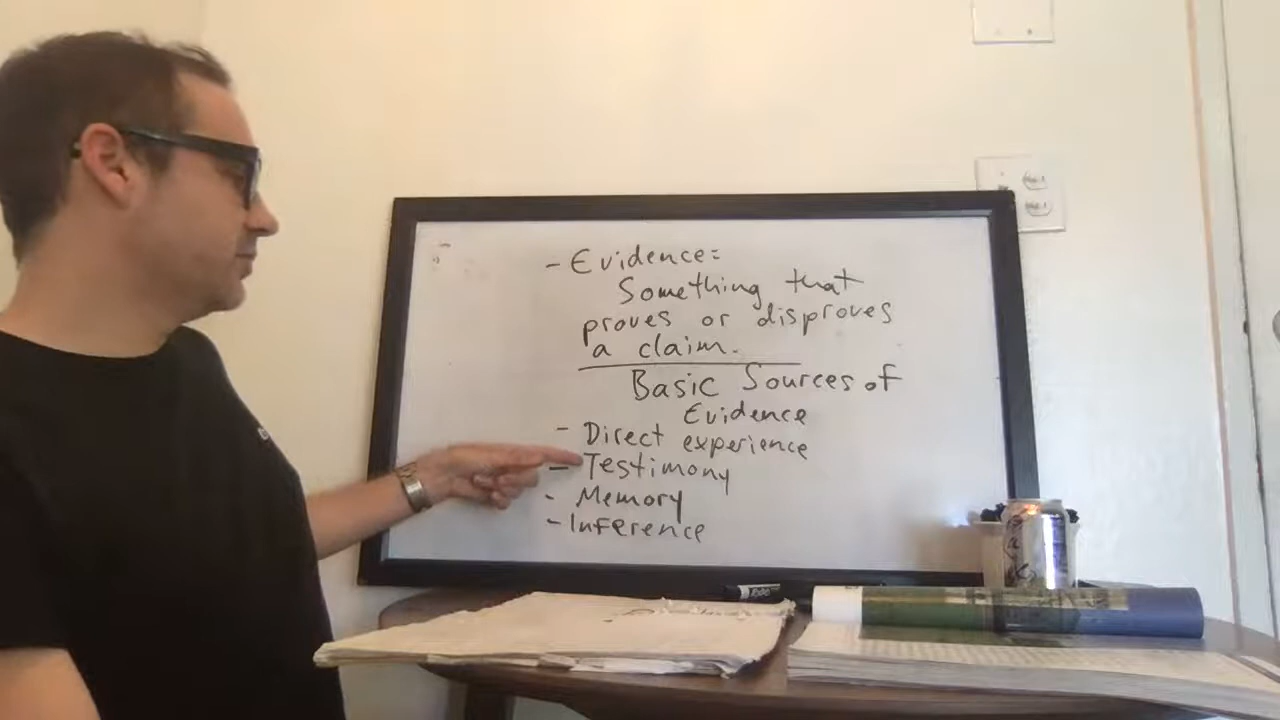 - Evidence:
Something that
proves or disproves
a claim.
Basic Sources of
Evidence
- Direct experience
- Testimony
- Memory
- Inference